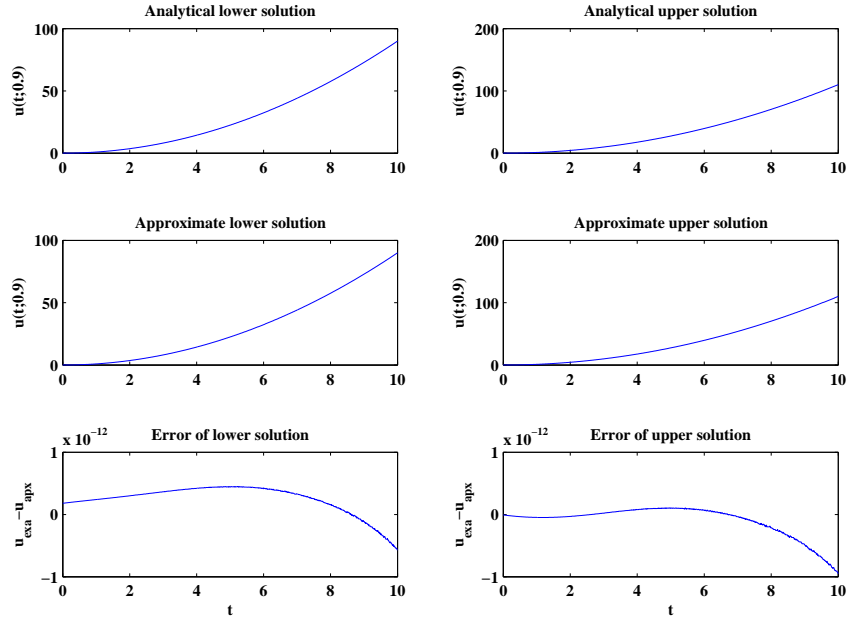 Analytical lower solution
100
50
0
u(t;0.9)
0 2 4 6 8 10
Analytical upper solution
200
100
0
u(t;0.9)
0 2 4 6 8 10
Approximate lower solution
100
50
0
u(t;0.9)
0 2 4 6 8 10
Approximate upper solution
200
100
0
u(t;0.9)
0 2 4 6 8 10
Error of lower solution
x 10^−12
1
0
−1
u_exa−u_apx
0 2 4 6 8 10
t
Error of upper solution
x 10^−12
1
0
−1
u_exa−u_apx
0 2 4 6 8 10
t